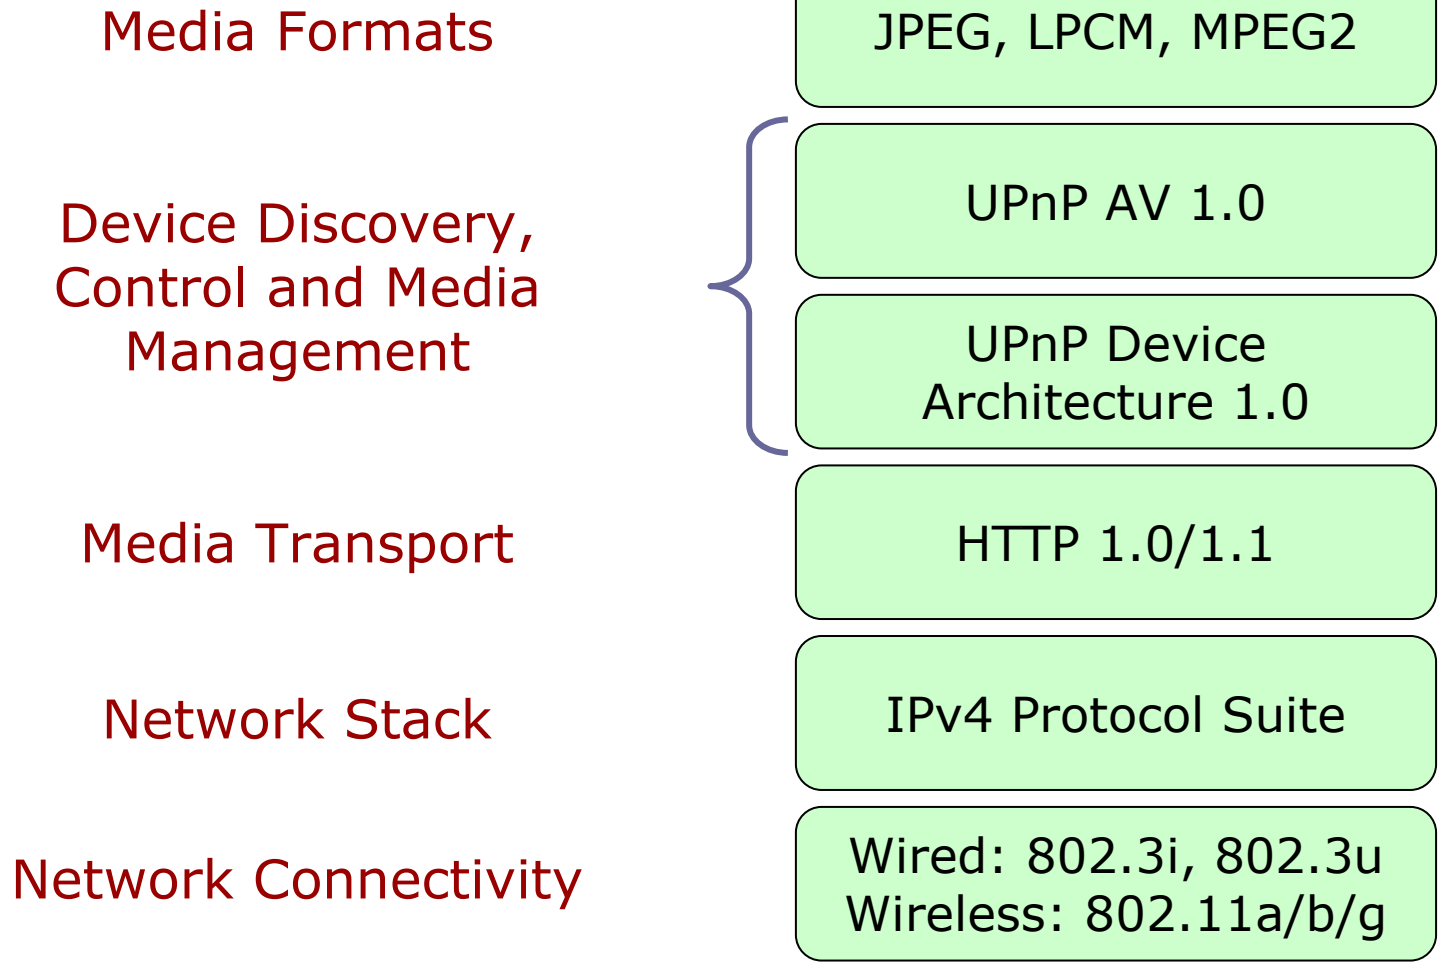 Media Formats
JPEG, LPCM, MPEG2
Device Discovery,
Control and Media
Management
UPnP AV 1.0
UPnP Device
Architecture 1.0
Media Transport
HTTP 1.0/1.1
Network Stack
IPv4 Protocol Suite
Network Connectivity
Wired: 802.3i, 802.3u
Wireless: 802.11a/b/g